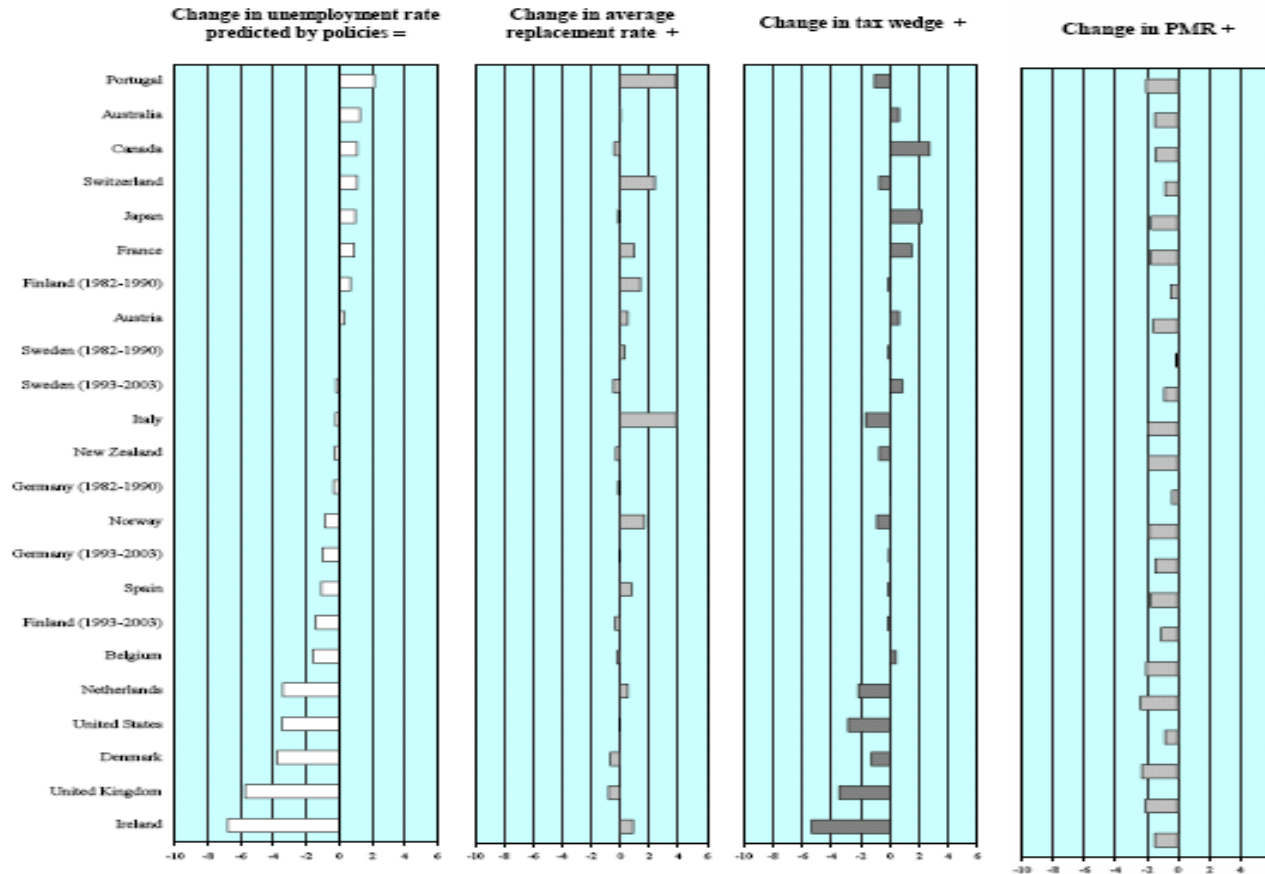 Change in unemployment rate
predicted by policies =
Change in average
replacement rate +
Change in tax wedge +
Change in PMR +
Portugal
Australia
Canada
Switzerland
Japan
France
Finland (1982-1990)
Austria
Sweden (1982-1990)
Sweden (1993-2003)
Italy
New Zealand
Germany (1982-1990)
Norway
Germany (1993-2003)
Spain
Finland (1993-2003)
Belgium
Netherlands
United States
Denmark
United Kingdom
Ireland
-10 -8 -6 -4 -2 0 2 4 6
-10 -8 -6 -4 -2 0 2 4 6
-10 -8 -6 -4 -2 0 2 4 6
-10 -8 -6 -4 -2 0 2 4